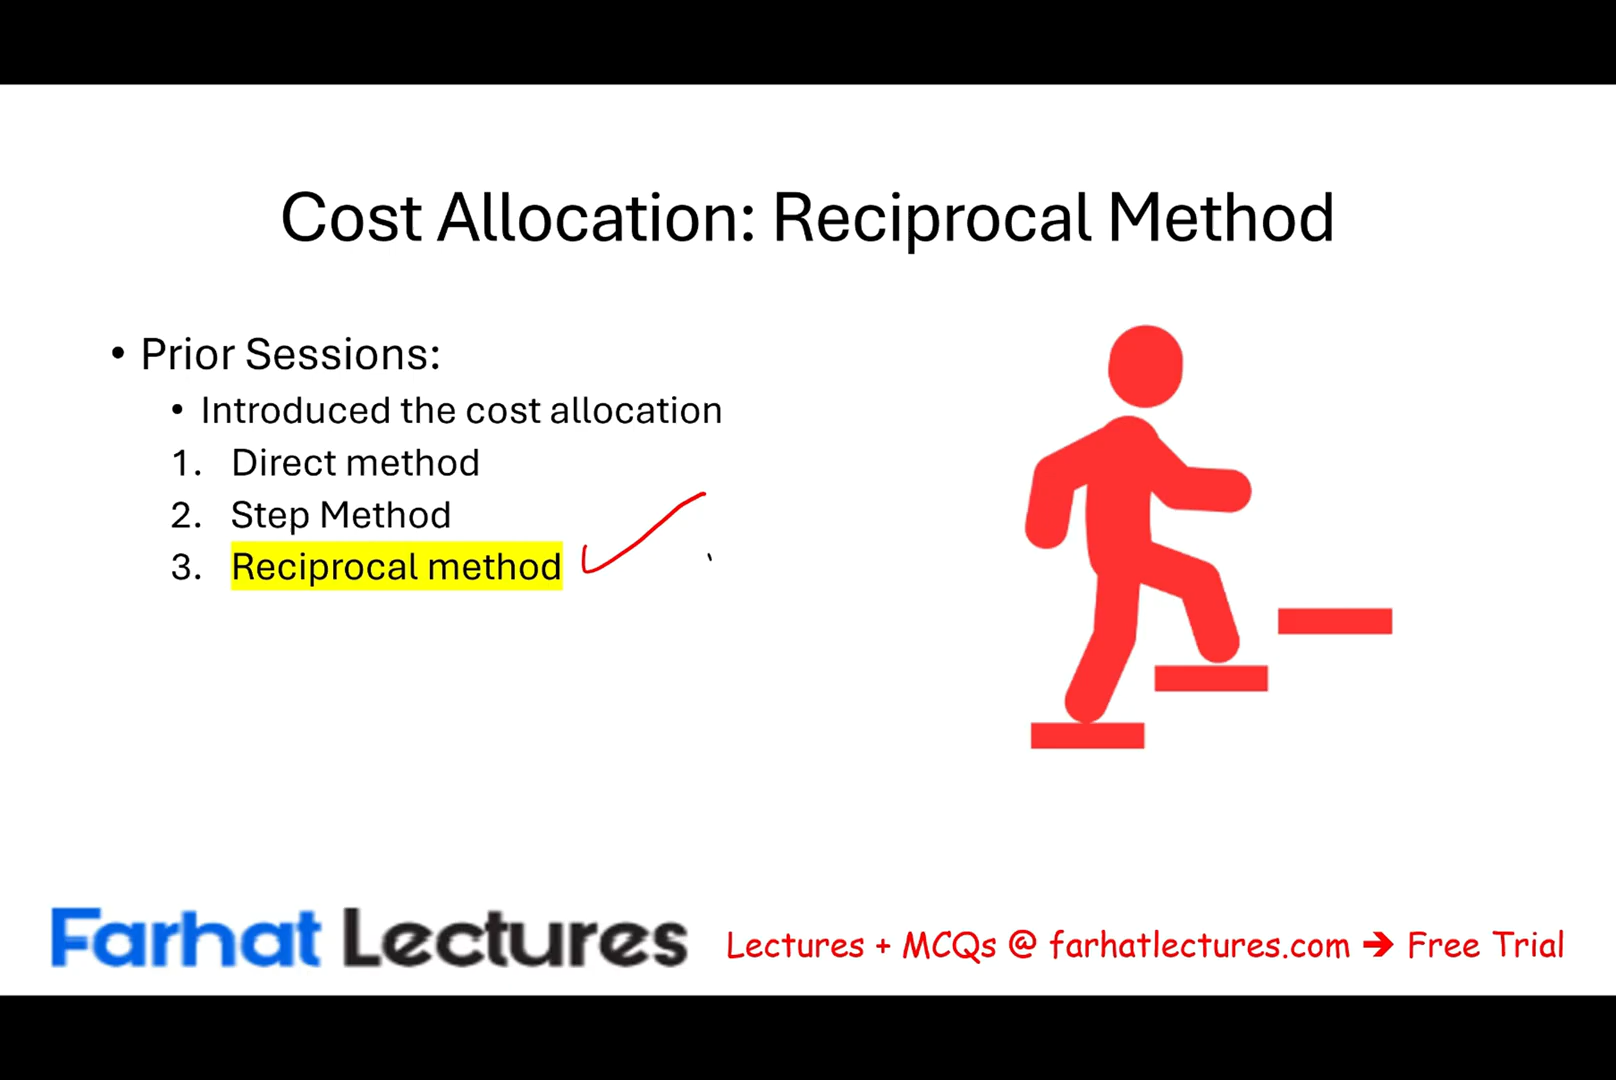 Cost Allocation: Reciprocal Method
• Prior Sessions:
• Introduced the cost allocation
1. Direct method
2. Step Method
3. Reciprocal method
Farhat Lectures
Lectures + MCQs @ farhatlectures.com ➔ Free Trial